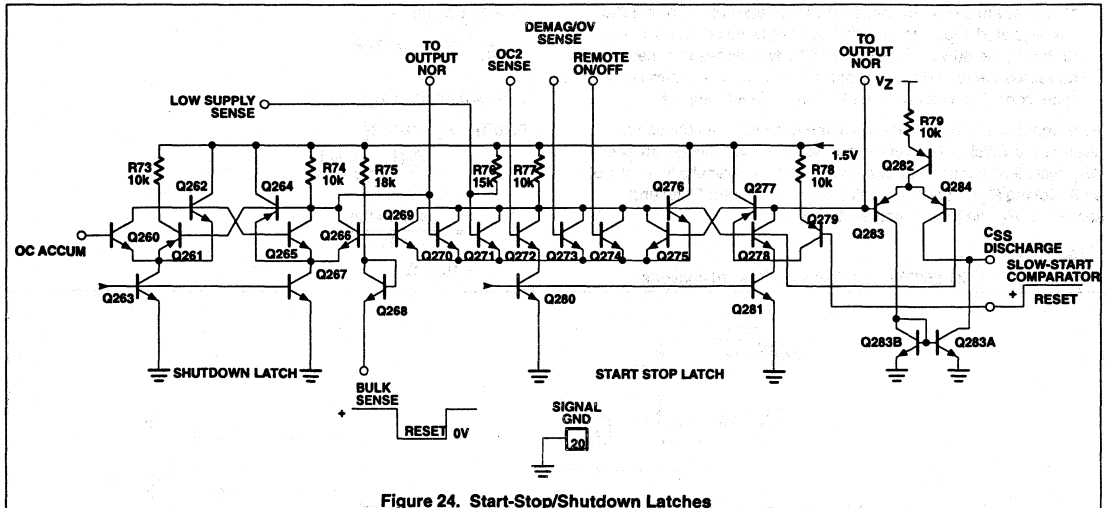 DEMAG/OV
SENSE
TO
OUTPUT
NOR
OC2
SENSE
REMOTE
ON/OFF
TO
OUTPUT
NOR
VZ
LOW SUPPLY
SENSE
R79
10k
R73
10k
R74
10k
R75
18k
R76
15k
R77
10k
1.5V
R78
10k
Q282
Q262
Q264
Q276
Q277
Q284
Q260
Q266
Q269
Q279
Q283
OC ACCUM
Q261
Q265
Q270
Q271
Q272
Q273
Q274
Q275
Q278
CSS
DISCHARGE
Q263
Q267
Q268
Q280
Q281
SLOW-START
COMPARATOR
+
RESET
Q283B
Q283A
SHUTDOWN LATCH
START STOP LATCH
BULK
SENSE
+
RESET
0V
SIGNAL
GND
20
Figure 24. Start-Stop/Shutdown Latches